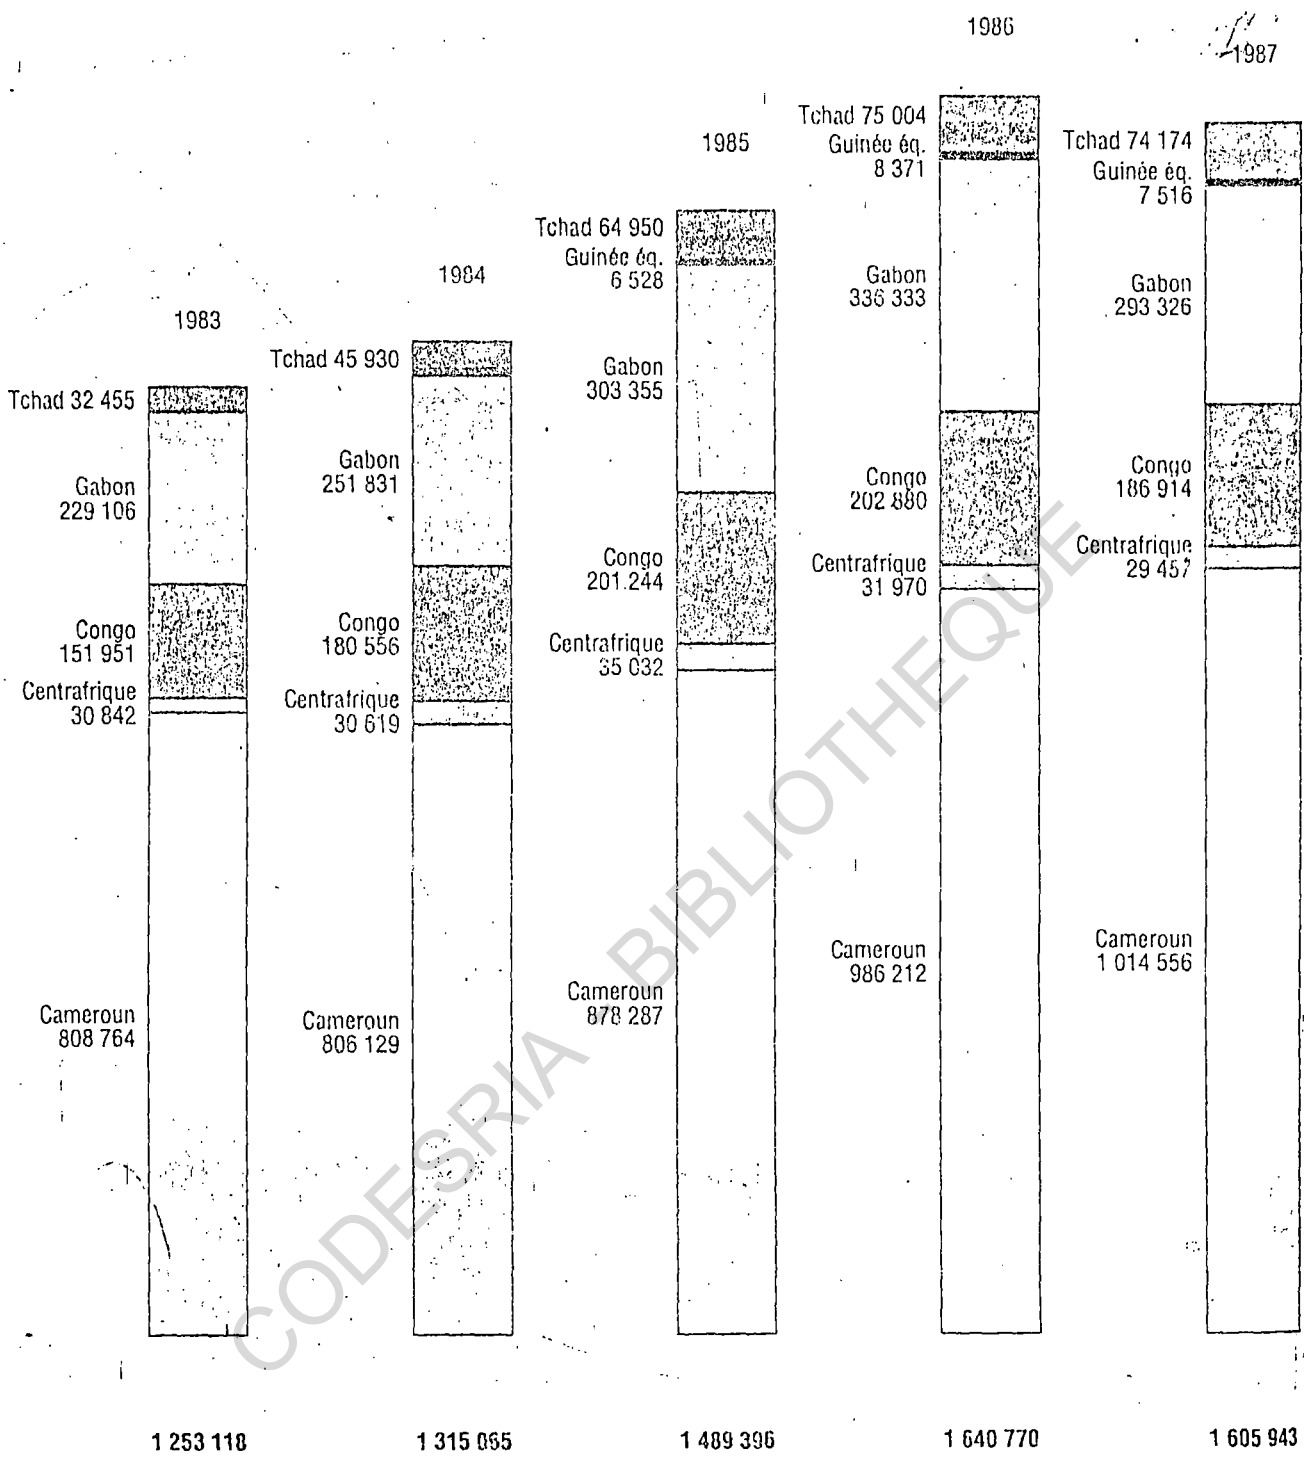 1983
Tchad 32 455
Gabon
229 106
Congo
151 951
Centrafrique
30 842
Cameroun
808 764
1 253 118
1984
Tchad 45 930
Gabon
251 831
Congo
180 556
Centrafrique
30 619
Cameroun
806 129
1 315 065
1985
Tchad 64 950
Guinée éq.
6 528
Gabon
303 355
Congo
201.244
Centrafrique
35 032
Cameroun
878 287
1 489 396
1986
Tchad 75 004
Guinée éq.
8 371
Gabon
336 333
Congo
202 880
Centrafrique
31 970
Cameroun
986 212
1 640 770
1987
Tchad 74 174
Guinée éq.
7 516
Gabon
293 326
Congo
186 914
Centrafrique
29 457
Cameroun
1 014 556
1 605 943
CODESRIA - BIBLIOTHEQUE